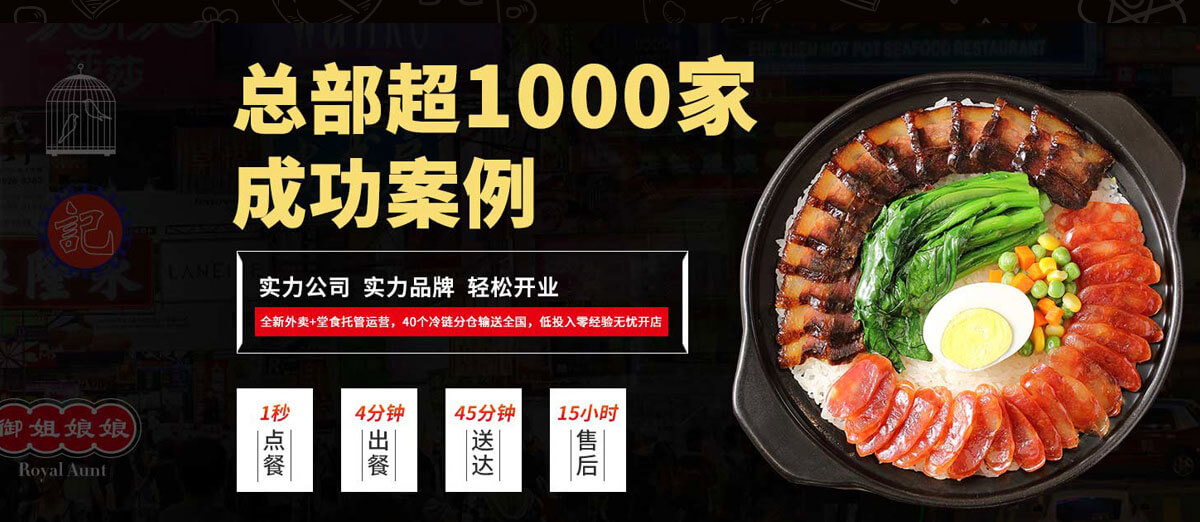 总部超1000家
成功案例
实力公司 实力品牌 轻松开业
全新外卖+堂食托管运营，40个冷链分仓输送全国，低投入零经验无忧开店
1秒
点餐
4分钟
出餐
45分钟
送达
15小时
售后
記
御姐娘娘
Royal Aunt